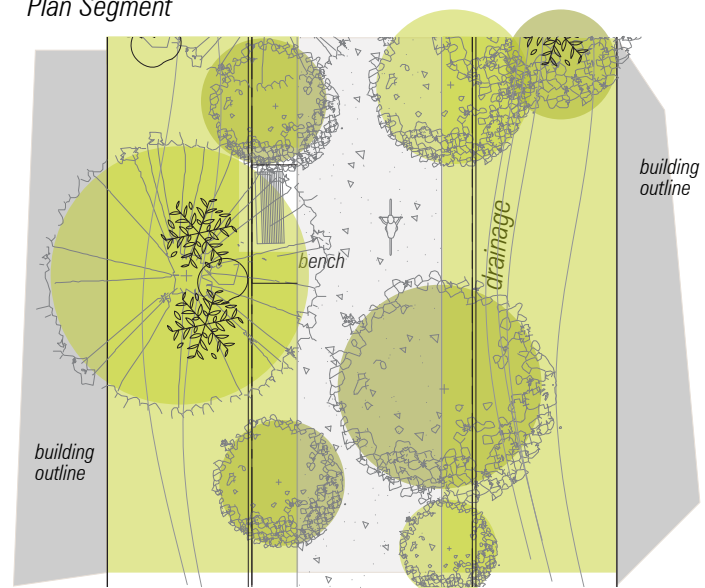 Plan Segment
building
outline
drainage
bench
building
outline